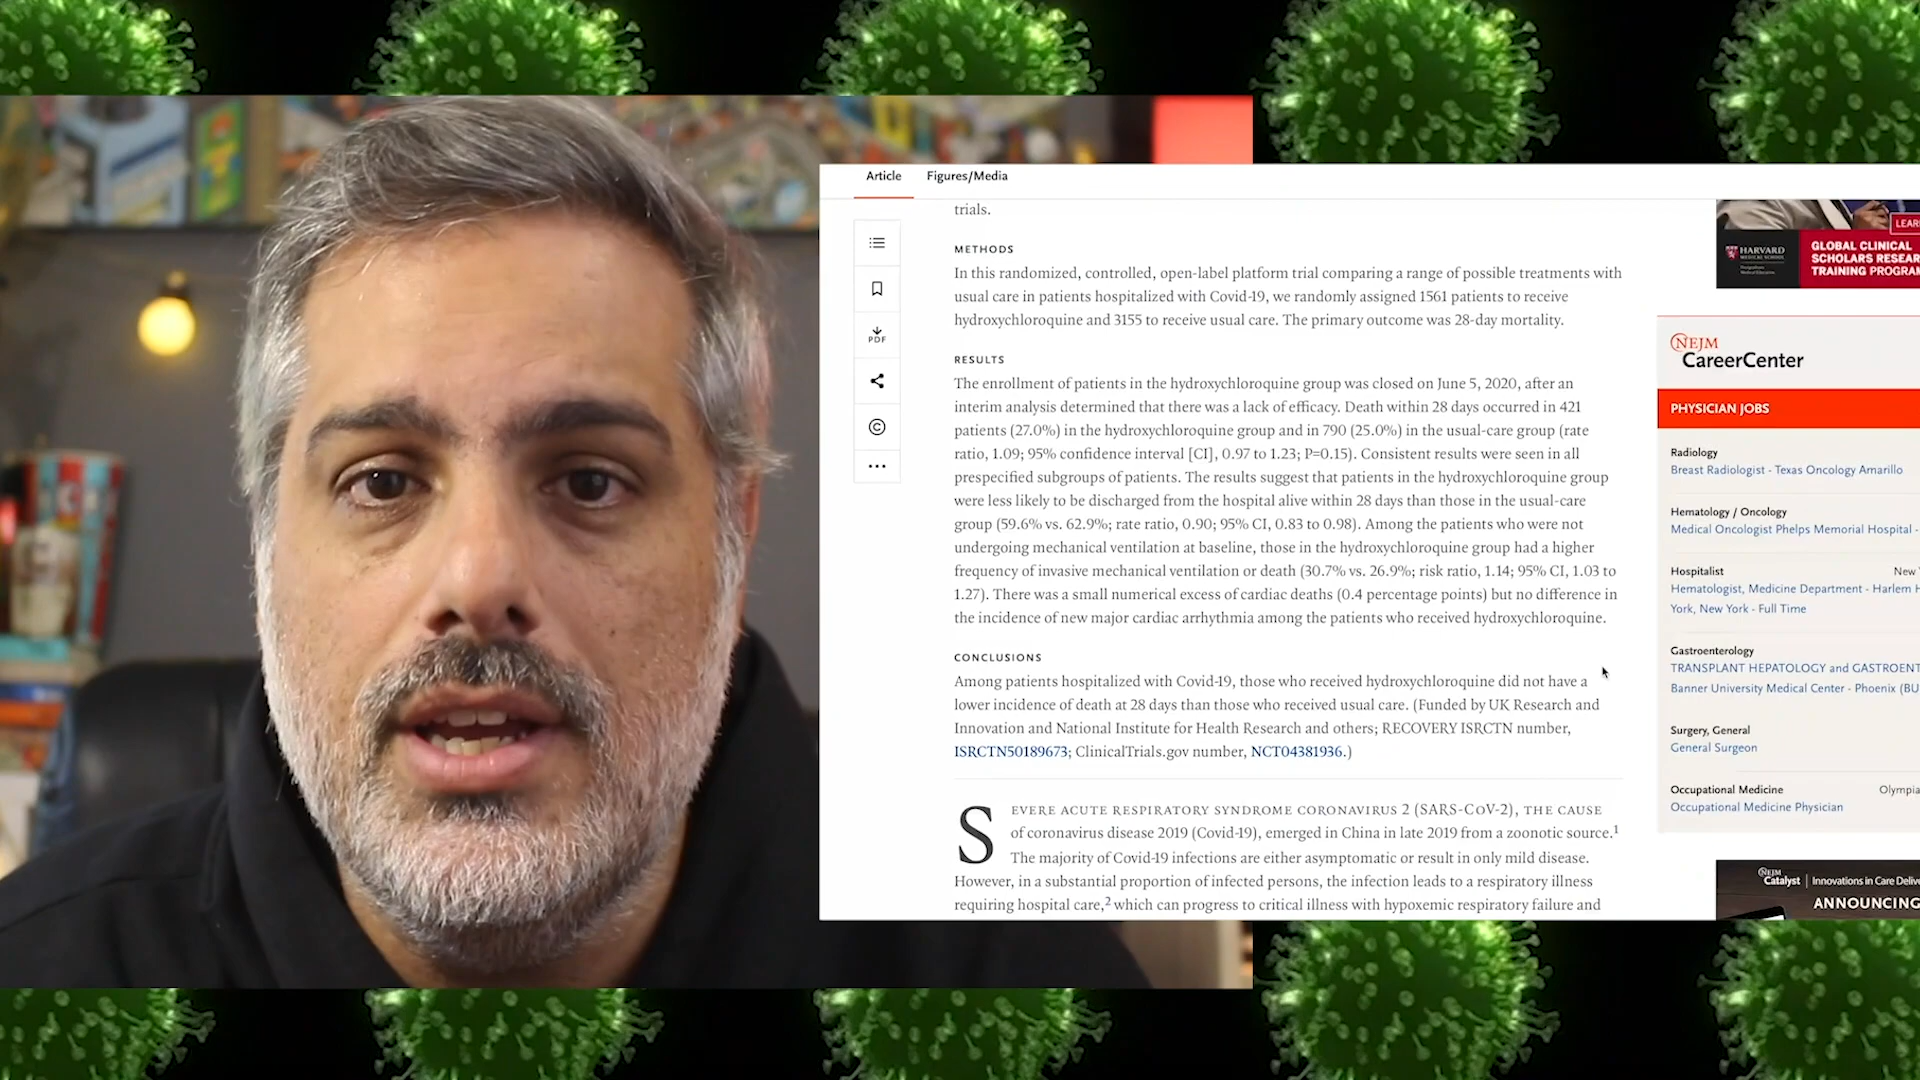 Article Figures/Media
trials.
METHODS
In this randomized, controlled, open-label platform trial comparing a range of possible treatments with
usual care in patients hospitalized with Covid-19, we randomly assigned 1561 patients to receive
hydroxychloroquine and 3155 to receive usual care. The primary outcome was 28-day mortality.
RESULTS
The enrollment of patients in the hydroxychloroquine group was closed on June 5, 2020, after an
interim analysis determined that there was a lack of efficacy. Death within 28 days occurred in 421
patients (27.0%) in the hydroxychloroquine group and in 790 (25.0%) in the usual-care group (rate
ratio, 1.09; 95% confidence interval [CI], 0.97 to 1.23; P=0.15). Consistent results were seen in all
prespecified subgroups of patients. The results suggest that patients in the hydroxychloroquine group
were less likely to be discharged from the hospital alive within 28 days than those in the usual-care
group (59.6% vs. 62.9%; rate ratio, 0.90; 95% CI, 0.83 to 0.98). Among the patients who were not
undergoing mechanical ventilation at baseline, those in the hydroxychloroquine group had a higher
frequency of invasive mechanical ventilation or death (30.7% vs. 26.9%; risk ratio, 1.14; 95% CI, 1.03 to
1.27). There was a small numerical excess of cardiac deaths (0.4 percentage points) but no difference in
the incidence of new major cardiac arrhythmia among the patients who received hydroxychloroquine.
CONCLUSIONS
Among patients hospitalized with Covid-19, those who received hydroxychloroquine did not have a
lower incidence of death at 28 days than those who received usual care. (Funded by UK Research and
Innovation and National Institute for Health Research and others; RECOVERY ISRCTN number,
ISRCTN50189673; ClinicalTrials.gov number, NCT04381936.)
SEVERE ACUTE RESPIRATORY SYNDROME CORONAVIRUS 2 (SARS-COV-2), THE CAUSE
of coronavirus disease 2019 (Covid-19), emerged in China in late 2019 from a zoonotic source.1
The majority of Covid-19 infections are either asymptomatic or result in only mild disease.
However, in a substantial proportion of infected persons, the infection leads to a respiratory illness
requiring hospital care,2 which can progress to critical illness with hypoxemic respiratory failure and
PDF
LEAR
HARVARD
MEDICAL SCHOOL
GLOBAL CLINICAL
SCHOLARS RESEAR
TRAINING PROGRAM
NEJM
CareerCenter
PHYSICIAN JOBS
Radiology
Breast Radiologist - Texas Oncology Amarillo
Hematology / Oncology
Medical Oncologist Phelps Memorial Hospital -
Hospitalist New
Hematologist, Medicine Department - Harlem H
York, New York - Full Time
Gastroenterology
TRANSPLANT HEPATOLOGY and GASTROENT
Banner University Medical Center - Phoenix (BU
Surgery, General
General Surgeon
Occupational Medicine Olympia
Occupational Medicine Physician
NEJM
Catalyst | Innovations in Care Delive
ANNOUNCING